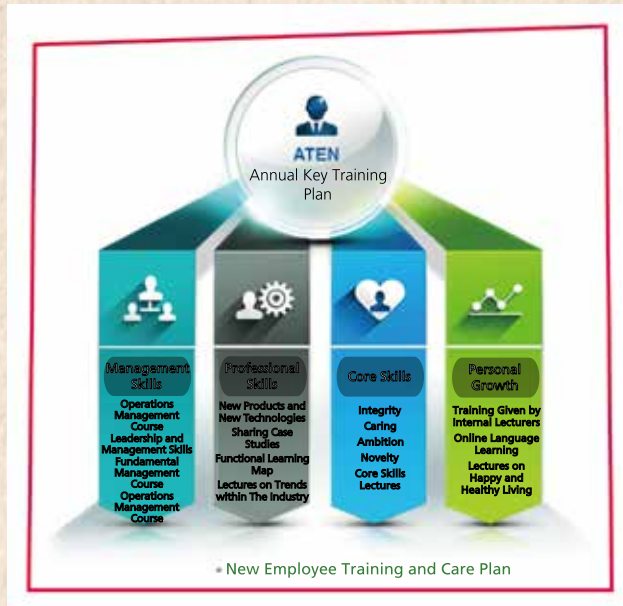 ATEN
Annual Key Training
Plan
Management
Skills
Operations
Management
Course
Leadership and
Management Skills
Fundamental
Management
Course
Operations
Management
Course
Professional
Skills
New Products and
New Technologies
Sharing Case
Studies
Functional Learning
Map
Lectures on Trends
within The Industry
Core Skills
Integrity
Caring
Ambition
Novelty
Core Skills
Lectures
Personal
Growth
Training Given by
Internal Lecturers
Online Language
Learning
Lectures on
Happy and
Healthy Living
• New Employee Training and Care Plan